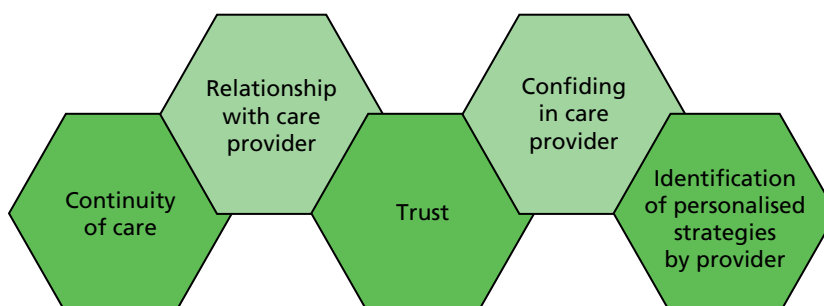 Continuity
of care
Relationship
with care
provider
Trust
Confiding
in care
provider
Identification
of personalised
strategies
by provider